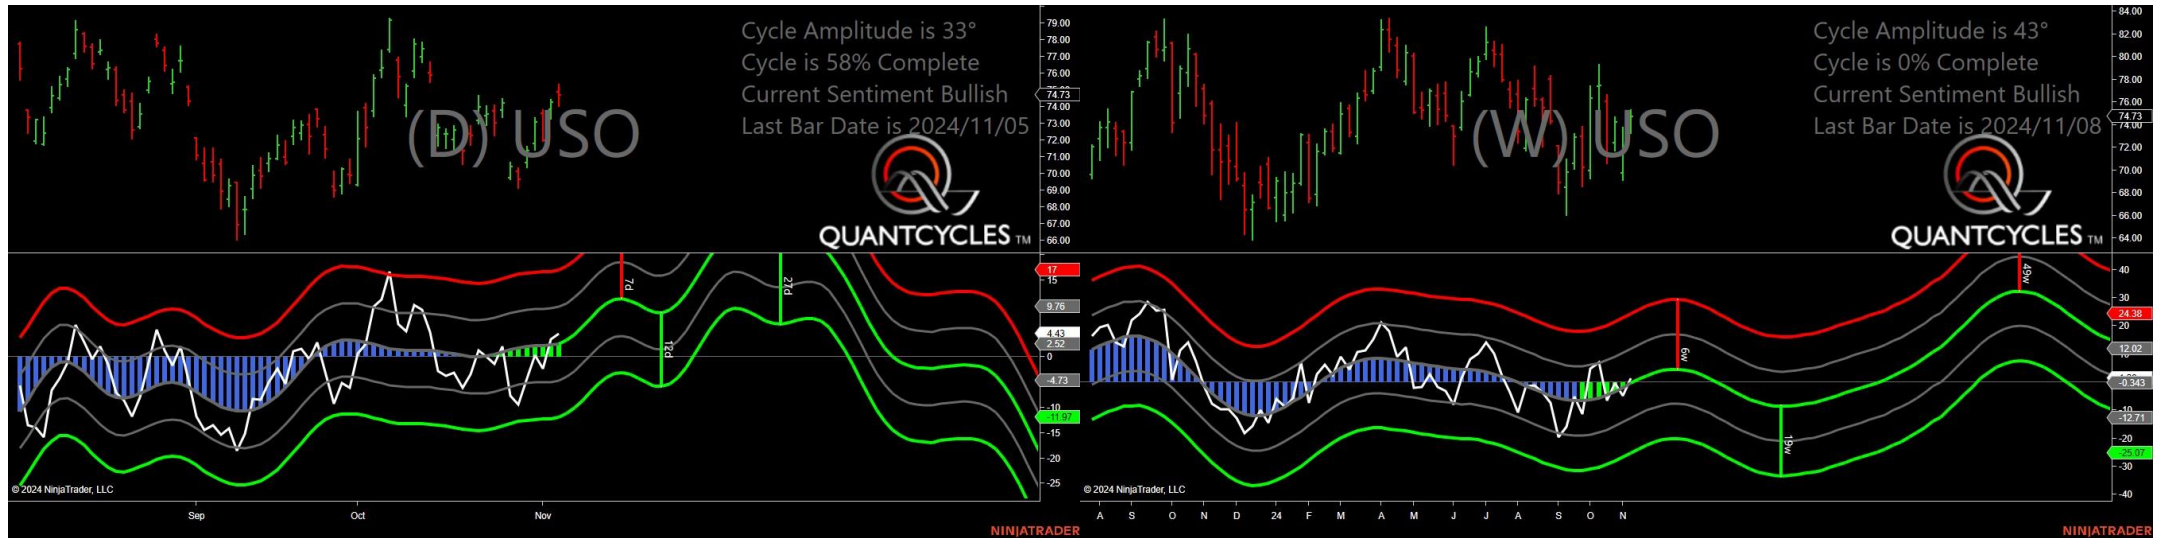 Cycle Amplitude is 33°
Cycle is 58% Complete
Current Sentiment Bullish
Last Bar Date is 2024/11/05
(D) USO
QUANTCYCLES TM
79.00
78.00
77.00
76.00
74.73
74.00
73.00
72.00
71.00
70.00
69.00
68.00
67.00
66.00
7d
12d
27d
17
15
9.76
4.43
2.52
0
-4.73
-10
-11.97
-15
-20
-25
© 2024 NinjaTrader, LLC
Sep
Oct
Nov
NINJATRADER
Cycle Amplitude is 43°
Cycle is 0% Complete
Current Sentiment Bullish
Last Bar Date is 2024/11/08
(W) USO
QUANTCYCLES TM
84.00
82.00
80.00
78.00
76.00
74.73
74.00
72.00
70.00
68.00
66.00
64.00
6w
19w
49w
40
30
24.38
20
12.02
-0.343
-10
-12.71
-20
-25.07
-30
-40
© 2024 NinjaTrader, LLC
A S O N D 24 F M A M J J A S O N
NINJATRADER